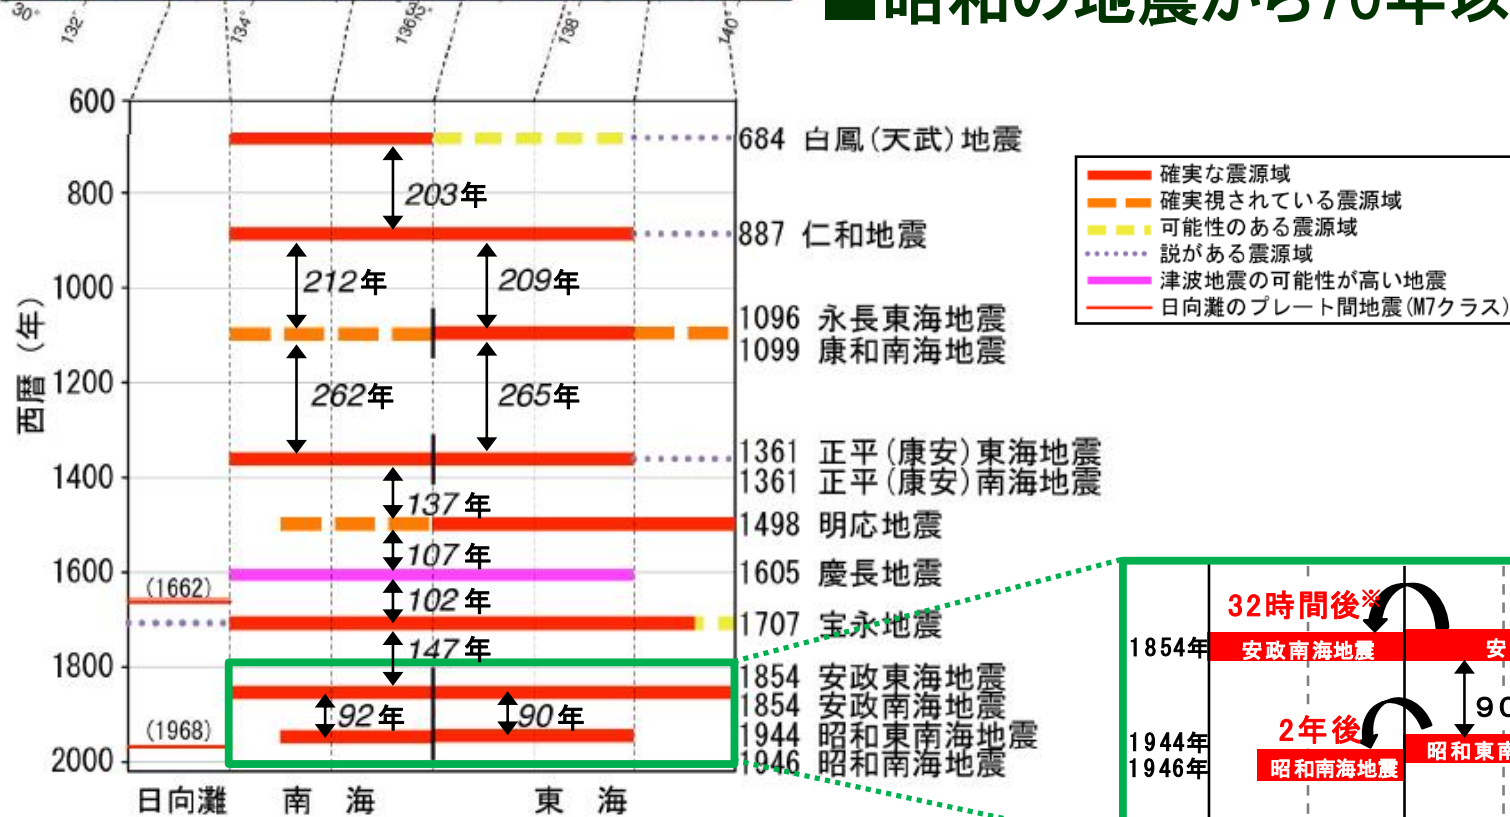 30°
132°
134°
138°
140°
■昭和の地震から70年以
600
800
1000
1200
1400
1600
1800
2000
西暦(年)
203年
212年
209年
262年
265年
137年
107年
102年
147年
92年
90年
(1662)
(1968)
日向灘
南 海
東 海
684 白鳳(天武)地震
887 仁和地震
1096 永長東海地震
1099 康和南海地震
1361 正平(康安)東海地震
1361 正平(康安)南海地震
1498 明応地震
1605 慶長地震
1707 宝永地震
1854 安政東海地震
1854 安政南海地震
1944 昭和東南海地震
1946 昭和南海地震
確実な震源域
確実視されている震源域
可能性のある震源域
説がある震源域
津波地震の可能性が高い地震
日向灘のプレート間地震(M7クラス)
32時間後※
1854年
安政南海地震
安
90
2年後
1944年
1946年
昭和東南
昭和南海地震